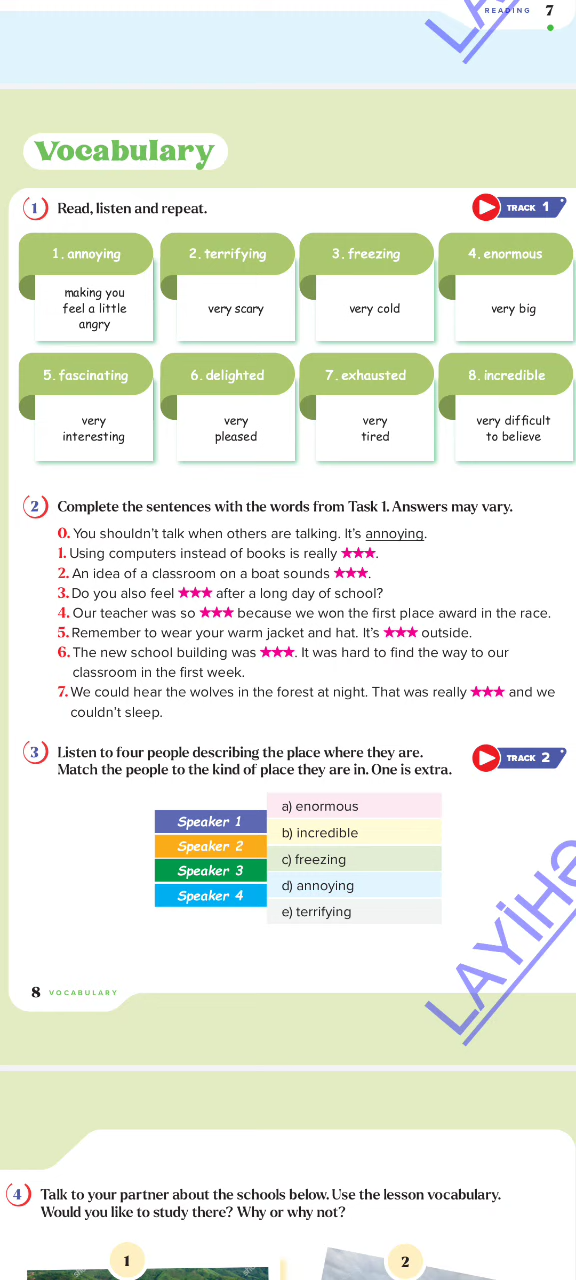 READING 7
Vocabulary
1 Read, listen and repeat.
TRACK 1
1. annoying
making you
feel a little
angry
2. terrifying
very scary
3. freezing
very cold
4. enormous
very big
5. fascinating
very
interesting
6. delighted
very
pleased
7. exhausted
very
tired
8. incredible
very difficult
to believe
2 Complete the sentences with the words from Task 1. Answers may vary.
0. You shouldn't talk when others are talking. It's annoying.
1. Using computers instead of books is really ★★★.
2. An idea of a classroom on a boat sounds ★★★.
3. Do you also feel ★★★ after a long day of school?
4. Our teacher was so ★★★ because we won the first place award in the race.
5. Remember to wear your warm jacket and hat. It's ★★★ outside.
6. The new school building was ★★★. It was hard to find the way to our
classroom in the first week.
7. We could hear the wolves in the forest at night. That was really ★★★ and we
couldn't sleep.
3 Listen to four people describing the place where they are.
Match the people to the kind of place they are in. One is extra.
TRACK 2
Speaker 1
Speaker 2
Speaker 3
Speaker 4
a) enormous
b) incredible
c) freezing
d) annoying
e) terrifying
LAYİHƏ
8 VOCABULARY
4 Talk to your partner about the schools below. Use the lesson vocabulary.
Would you like to study there? Why or why not?
1
2